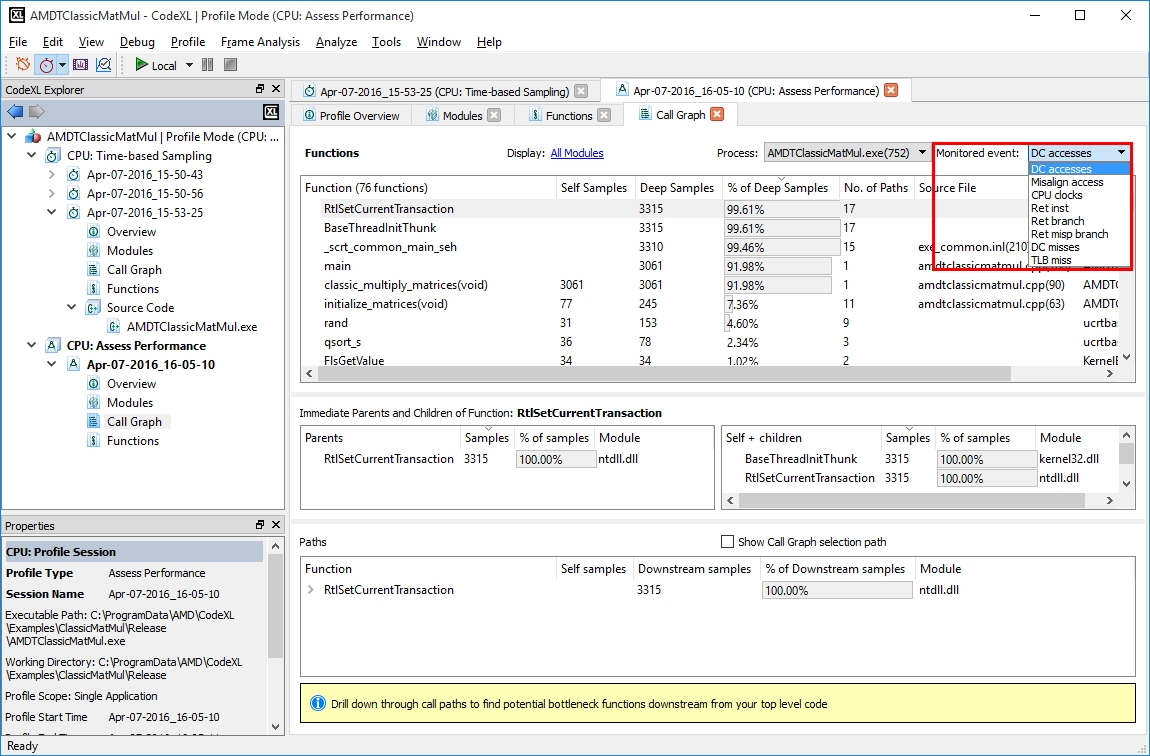 AMDTClassicMatMul - CodeXL | Profile Mode (CPU: Assess Performance)
File Edit View Debug Profile Frame Analysis Analyze Tools Window Help
Local
CodeXL Explorer
AMDTClassicMatMul | Profile Mode (CPU: ...
CPU: Time-based Sampling
Apr-07-2016_15-50-43
Apr-07-2016_15-50-56
Apr-07-2016_15-53-25
Overview
Modules
Call Graph
Functions
Source Code
AMDTClassicMatMul.exe
CPU: Assess Performance
Apr-07-2016_16-05-10
Overview
Modules
Call Graph
Functions
Properties
CPU: Profile Session
Profile Type Assess Performance
Session Name Apr-07-2016_16-05-10
Executable Path: C:\ProgramData\AMD\CodeXL
\Examples\ClassicMatMul\Release
\AMDTClassicMatMul.exe
Working Directory: C:\ProgramData\AMD\CodeXL
\Examples\ClassicMatMul\Release
Profile Scope: Single Application
Profile Start Time Apr-07-2016_16-05-10
Apr-07-2016_15-53-25 (CPU: Time-based Sampling) Apr-07-2016_16-05-10 (CPU: Assess Performance)
Profile Overview Modules Functions Call Graph
Functions Display: All Modules Process: AMDTClassicMatMul.exe(752) Monitored event: DC accesses
DC accesses
Misalign access
CPU clocks
Ret inst
Ret branch
Ret misp branch
DC misses
TLB miss
Function (76 functions) Self Samples Deep Samples % of Deep Samples No. of Paths Source File
RtlSetCurrentTransaction 3315 99.61% 17
BaseThreadInitThunk 3315 99.61% 17
_scrt_common_main_seh 3310 99.46% 15 exe_common.inl(210)
main 3061 91.98% 1 amdtclassicmatmul.cpp
classic_multiply_matrices(void) 3061 3061 91.98% 1 amdtclassicmatmul.cpp(90) AMDTC
initialize_matrices(void) 77 245 7.36% 11 amdtclassicmatmul.cpp(63) AMDTC
rand 31 153 4.60% 9 ucrtba
qsort_s 36 78 2.34% 3 ucrtba
FlsGetValue 34 34 1.02% 2
Immediate Parents and Children of Function: RtlSetCurrentTransaction
Parents Samples % of samples Module
RtlSetCurrentTransaction 3315 100.00% ntdll.dll
Self + children Samples % of samples Module
BaseThreadInitThunk 3315 100.00% kernel32.dll
RtlSetCurrentTransaction 3315 100.00% ntdll.dll
Paths Show Call Graph selection path
Function Self samples Downstream samples % of Downstream samples Module
RtlSetCurrentTransaction 3315 100.00% ntdll.dll
Drill down through call paths to find potential bottleneck functions downstream from your top level code
Ready